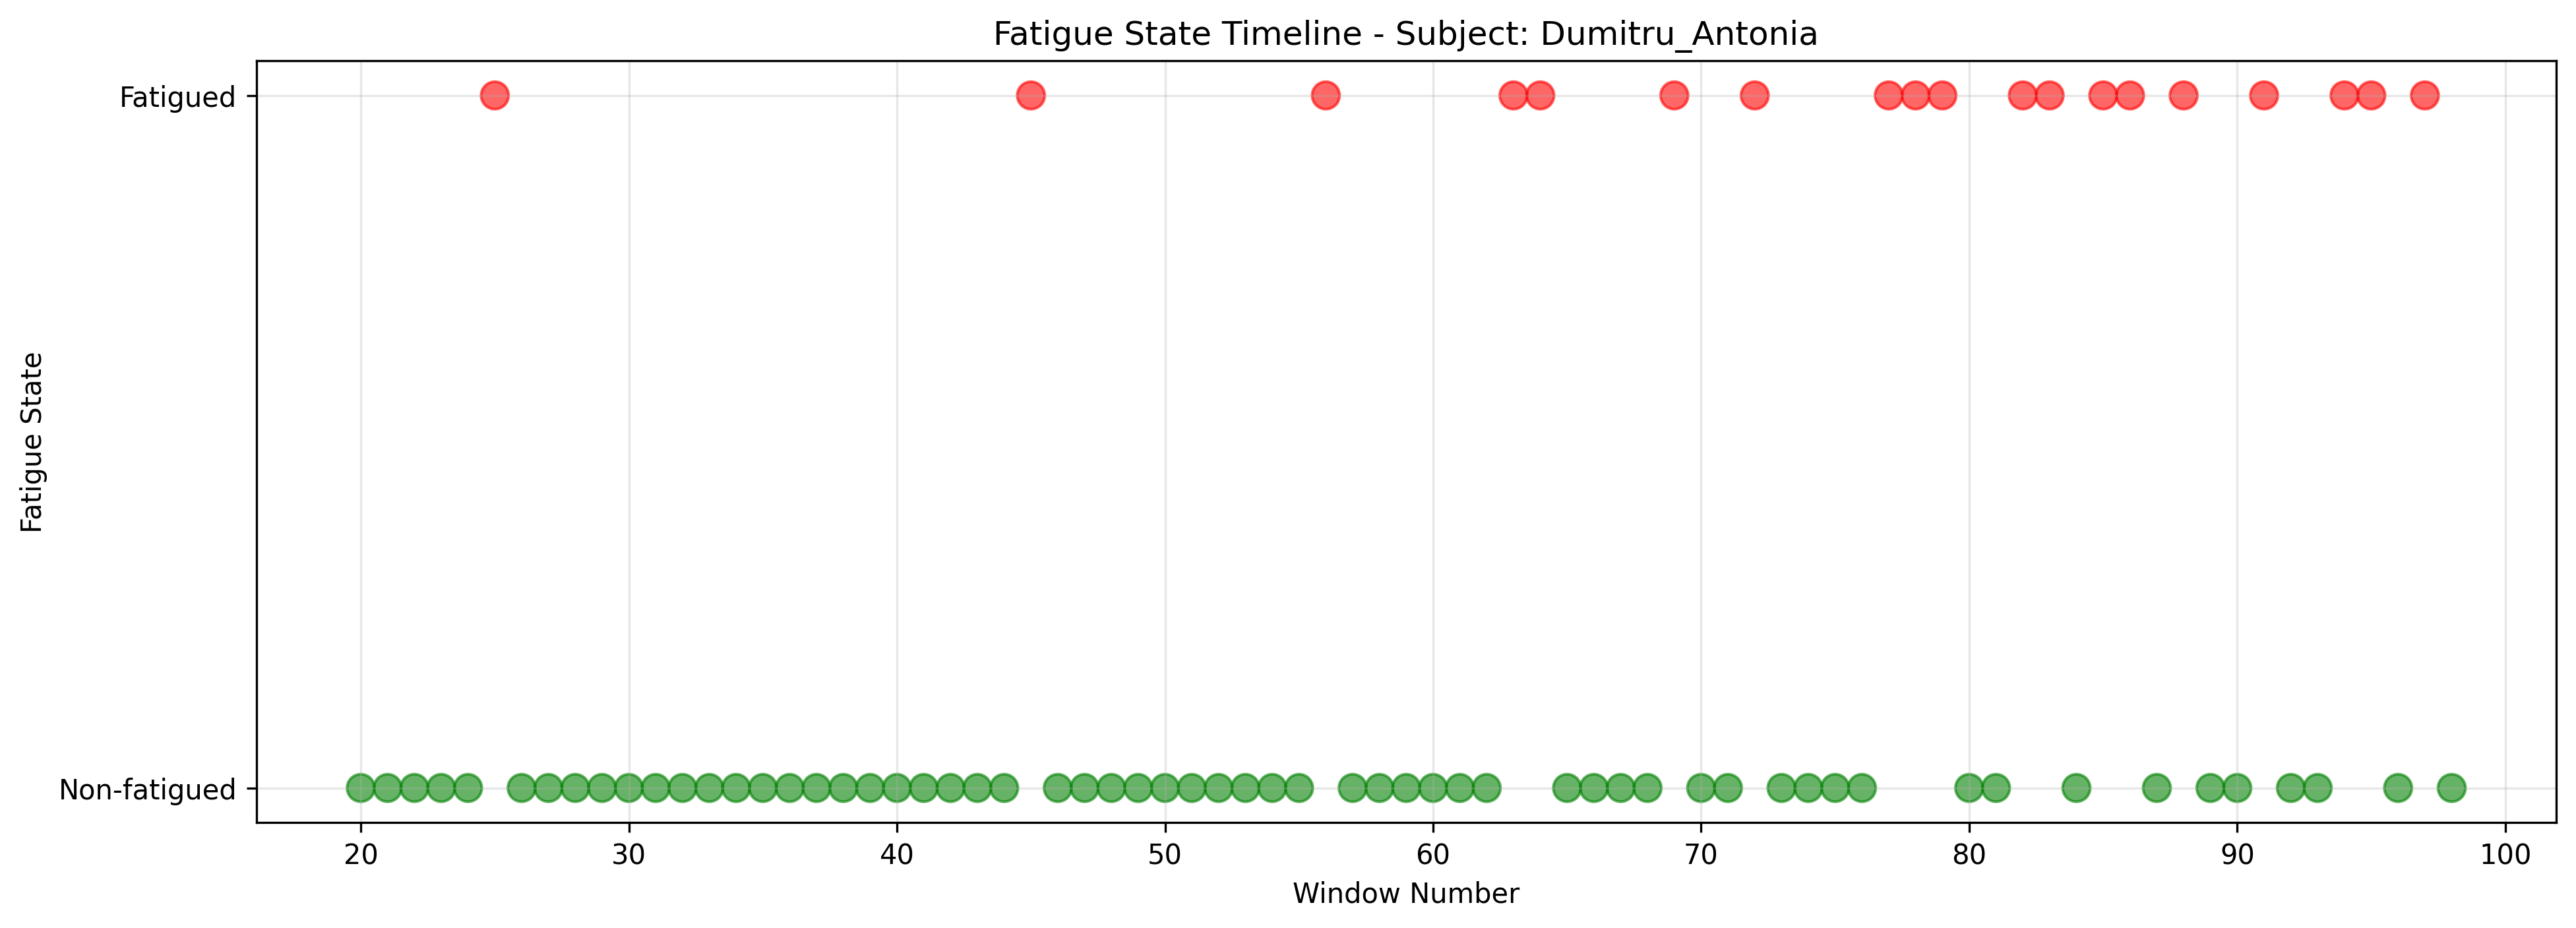 Fatigue State Timeline - Subject: Dumitru_Antonia
Fatigued
Fatigue State
Non-fatigued
20 30 40 50 60 70 80 90 100
Window Number